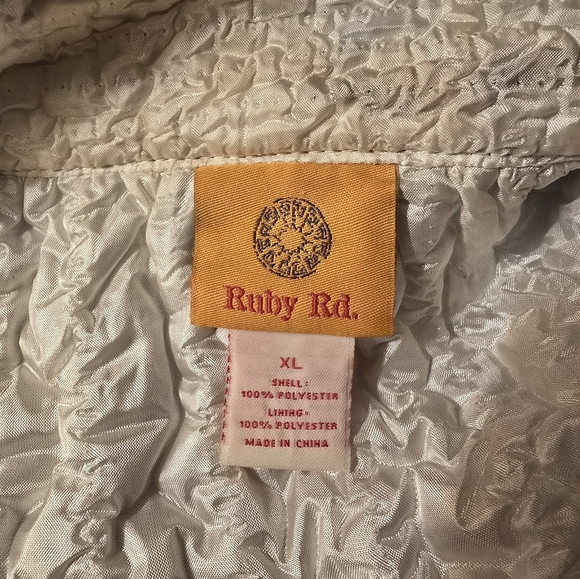 Ruby Rd.
XL
SHELL:
100% POLYESTER
LINING:
100% POLYESTER
MADE IN CHINA